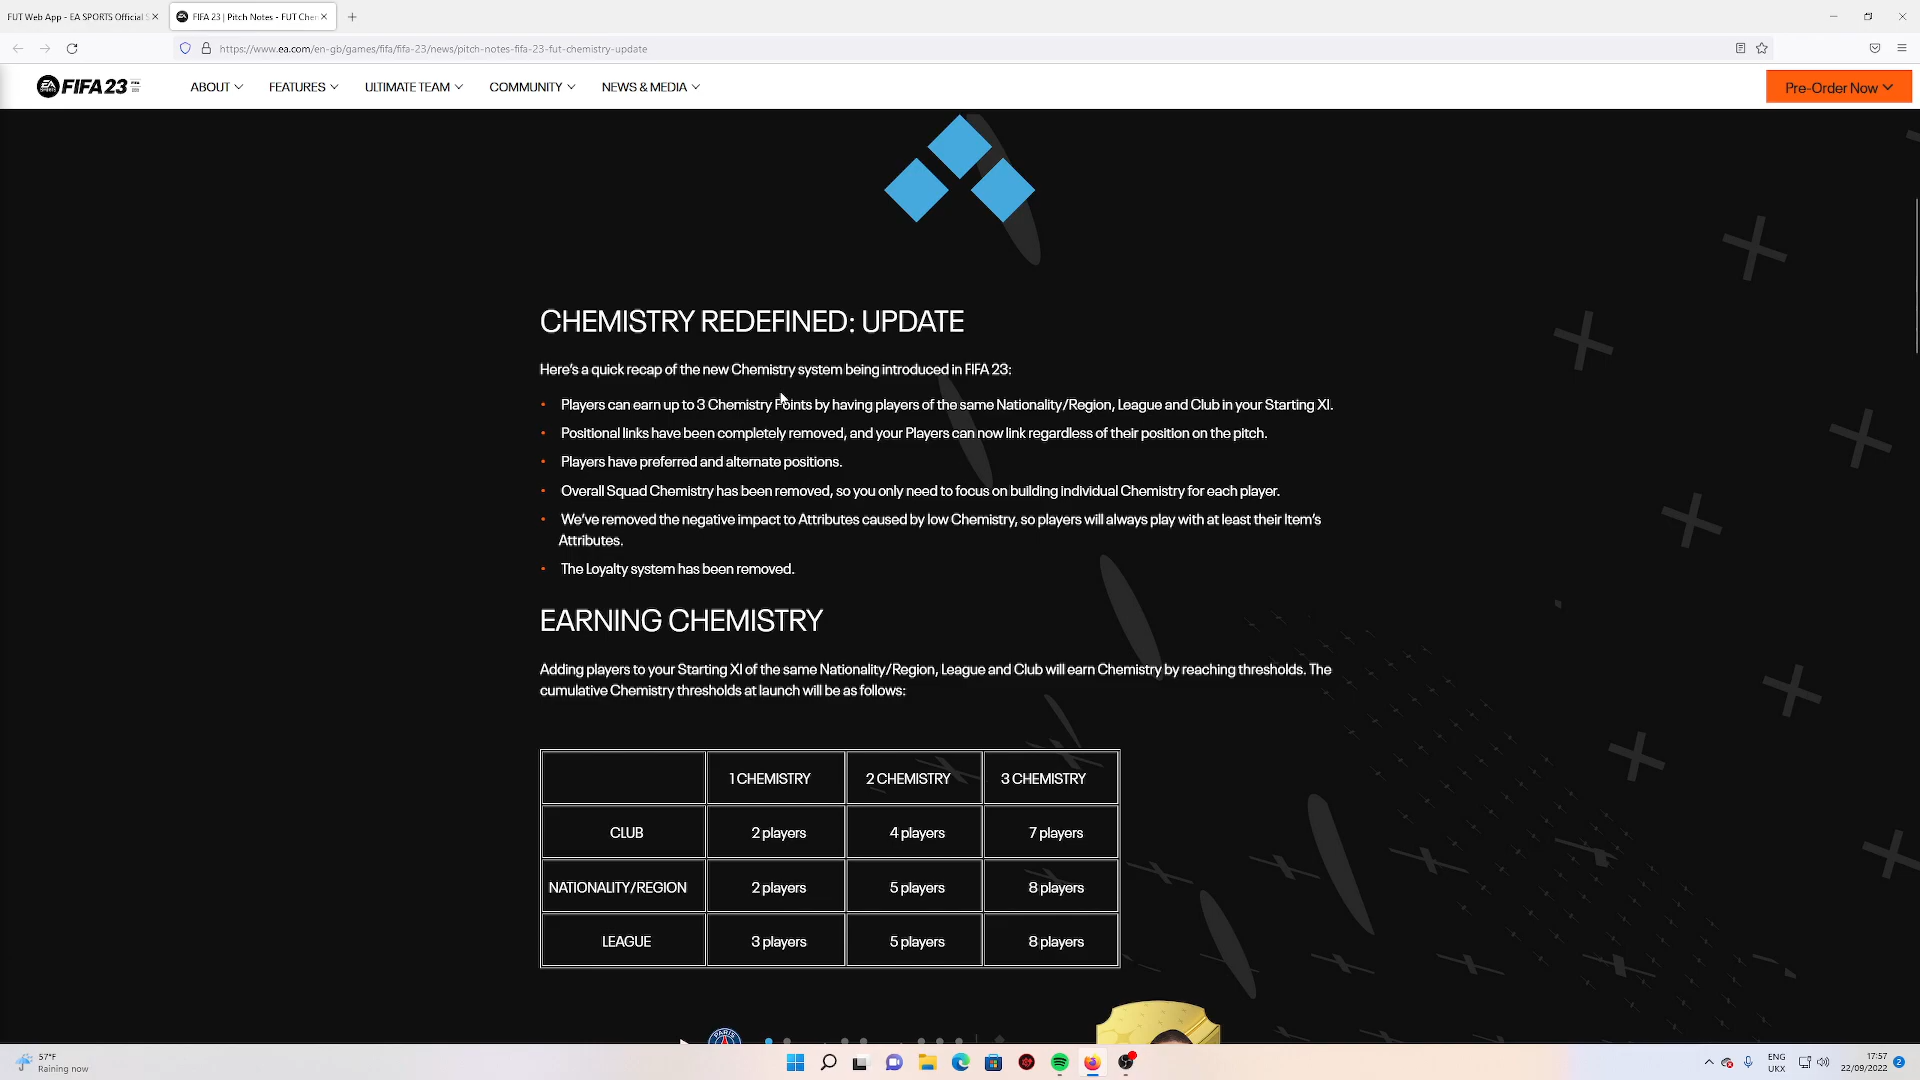 FUT Web App - EA SPORTS Official S
FIFA 23 | Pitch Notes - FUT Chem
https://www.ea.com/en-gb/games/fifa/fifa-23/news/pitch-notes-fifa-23-fut-chemistry-update
EA SPORTS FIFA 23
ABOUT FEATURES ULTIMATE TEAM COMMUNITY NEWS & MEDIA
Pre-Order Now
CHEMISTRY REDEFINED: UPDATE
Here's a quick recap of the new Chemistry system being introduced in FIFA 23:
• Players can earn up to 3 Chemistry Points by having players of the same Nationality/Region, League and Club in your Starting XI.
• Positional links have been completely removed, and your Players can now link regardless of their position on the pitch.
• Players have preferred and alternate positions.
• Overall Squad Chemistry has been removed, so you only need to focus on building individual Chemistry for each player.
• We've removed the negative impact to Attributes caused by low Chemistry, so players will always play with at least their Item's
Attributes.
• The Loyalty system has been removed.
EARNING CHEMISTRY
Adding players to your Starting XI of the same Nationality/Region, League and Club will earn Chemistry by reaching thresholds. The
cumulative Chemistry thresholds at launch will be as follows:
1 CHEMISTRY 2 CHEMISTRY 3 CHEMISTRY
CLUB 2 players 4 players 7 players
NATIONALITY/REGION 2 players 5 players 8 players
LEAGUE 3 players 5 players 8 players
PARIS
57°F
Raining now
ENG
UKX
17:57
22/09/2022
2